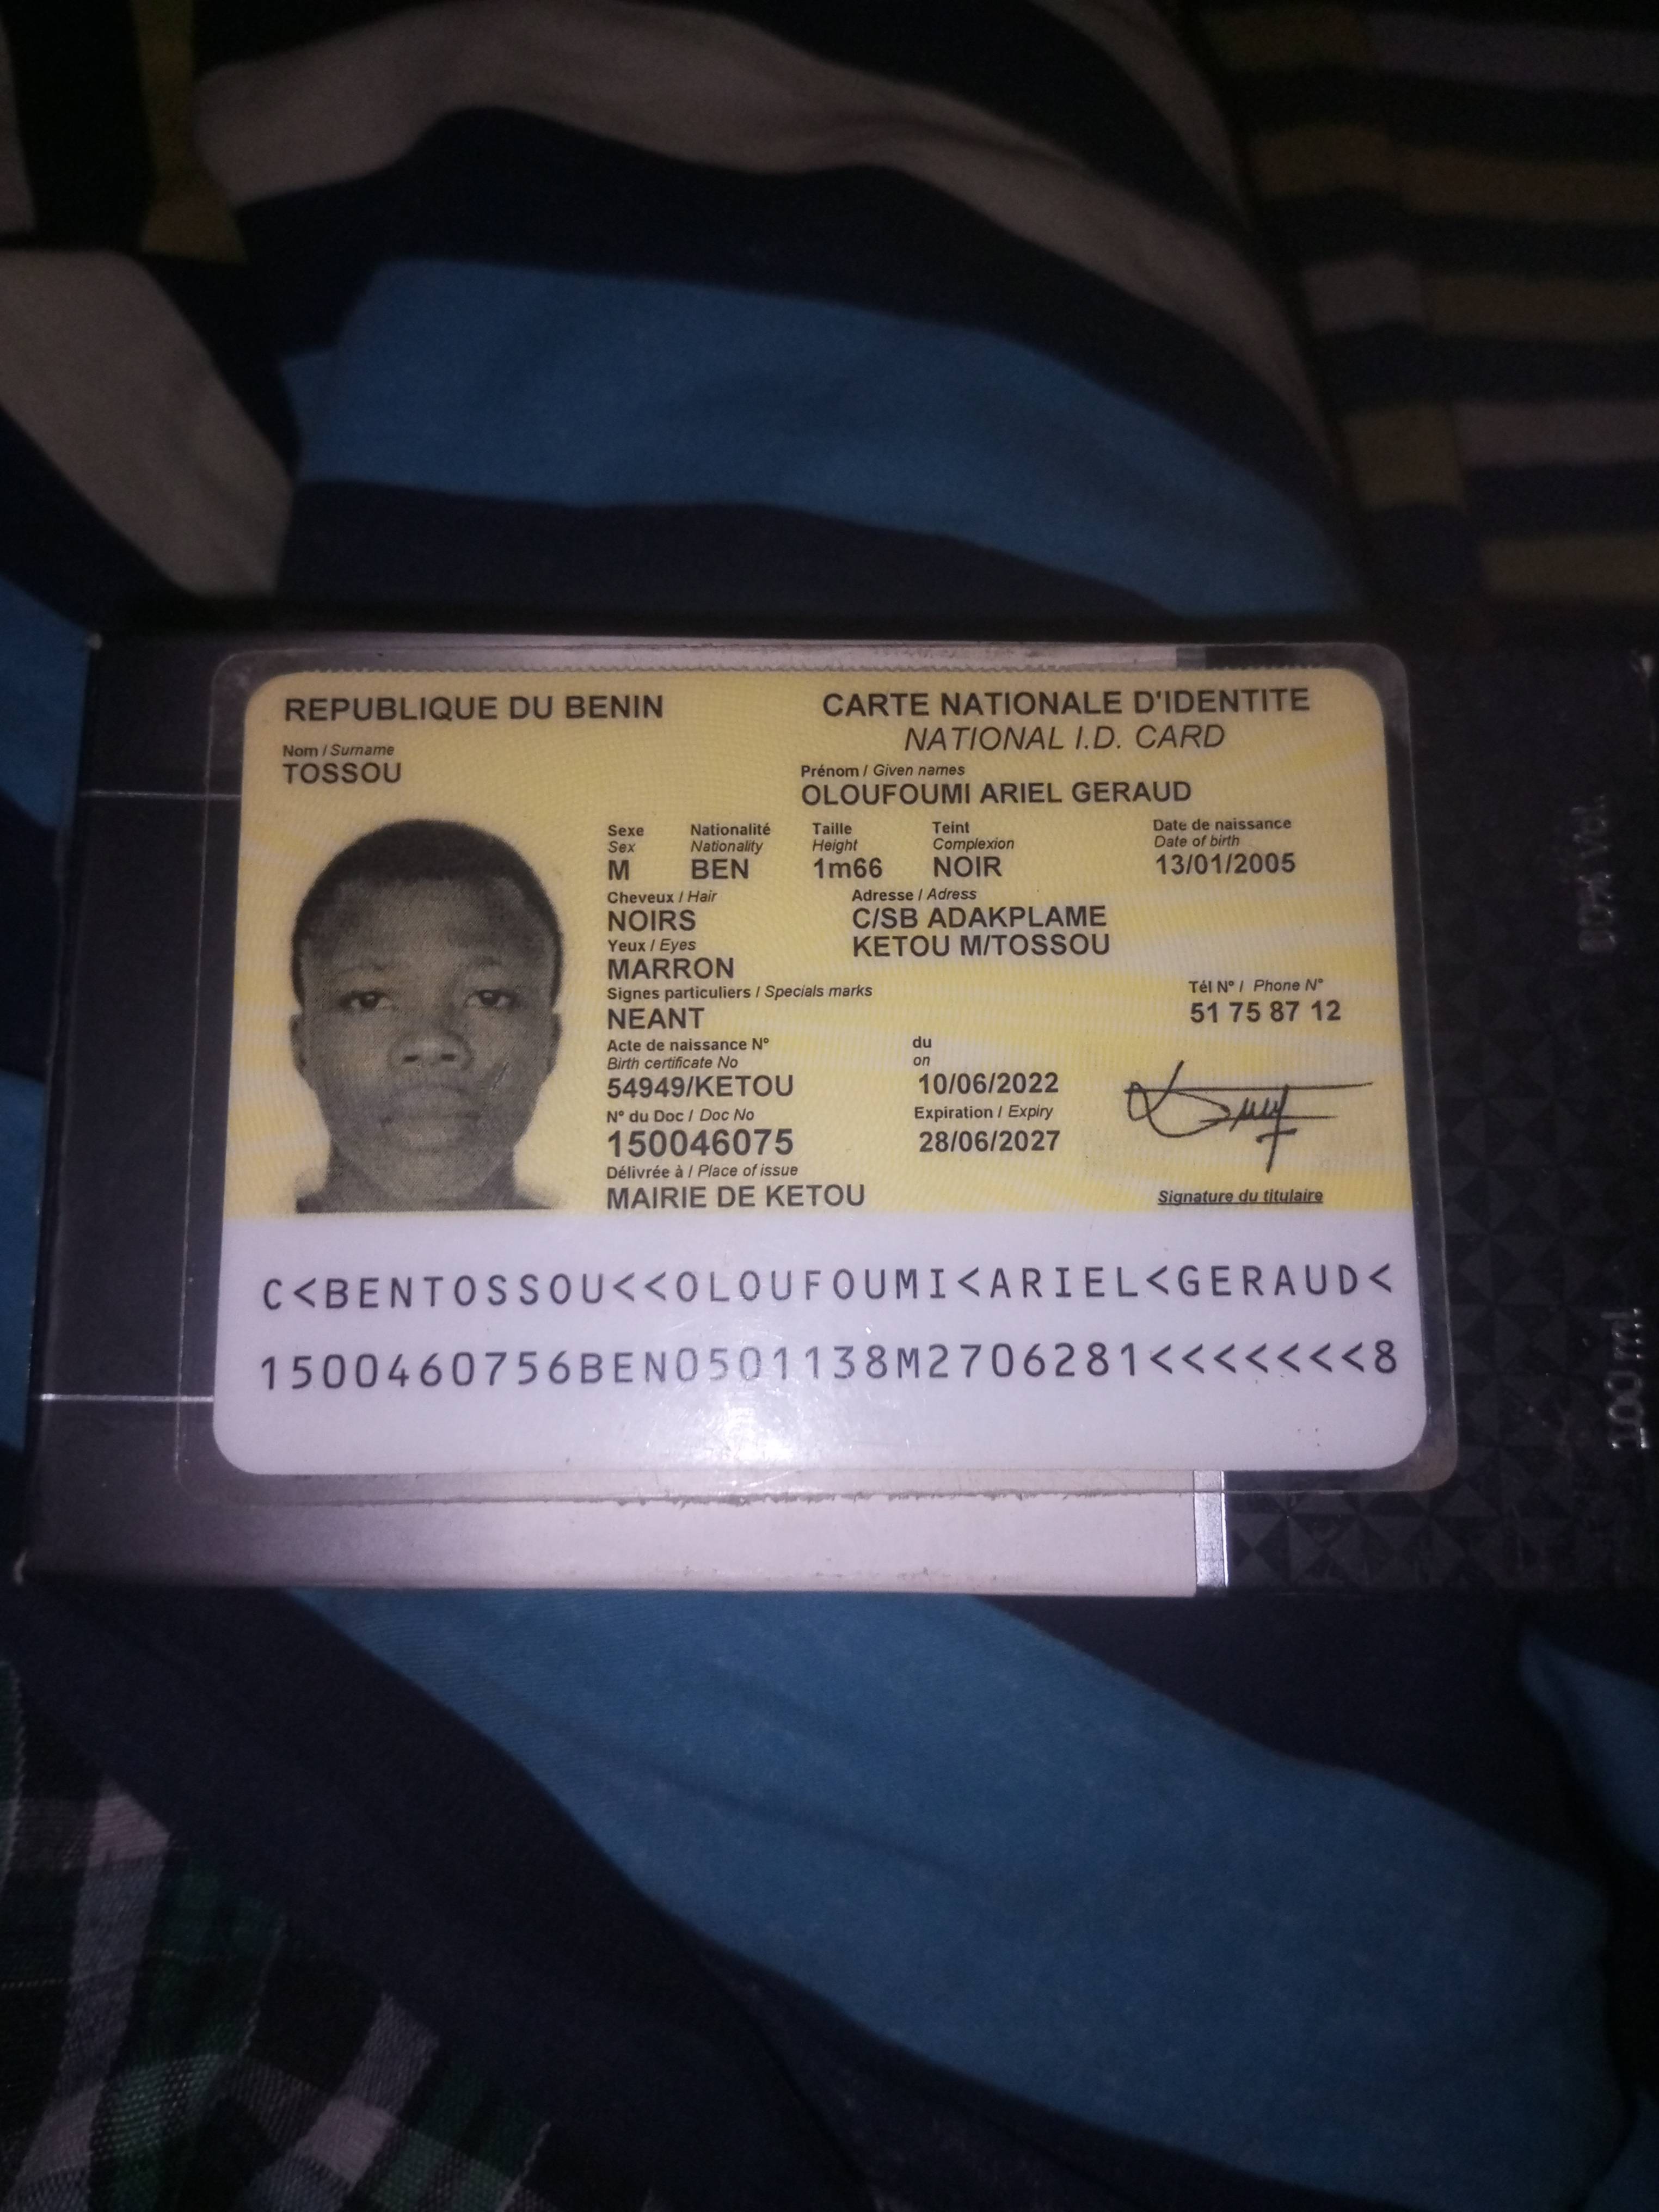 REPUBLIQUE DU BENIN
CARTE NATIONALE D'IDENTITE
NATIONAL I.D. CARD
Nom / Surname
TOSSOU
Prénom / Given names
OLOUFOUMI ARIEL GERAUD
Sexe Nationalité Taille Teint Date de naissance
Sex Nationality Height Complexion Date of birth
M BEN 1m66 NOIR 13/01/2005
Cheveux / Hair Adresse / Adress
NOIRS C/SB ADAKPLAME
Yeux / Eyes KETOU M/TOSSOU
MARRON
Signes particuliers / Specials marks Tél N° / Phone N°
NEANT 51 75 87 12
Acte de naissance N° du
Birth certificate No on
54949/KETOU 10/06/2022
N° du Doc / Doc No Expiration / Expiry
150046075 28/06/2027
Délivrée à / Place of issue
MAIRIE DE KETOU Signature du titulaire
C<BENTOSSOU<<OLOUFOUMI<ARIEL<GERAUD<
1500460756BEN0501138M2706281<<<<<<<8
100 ml